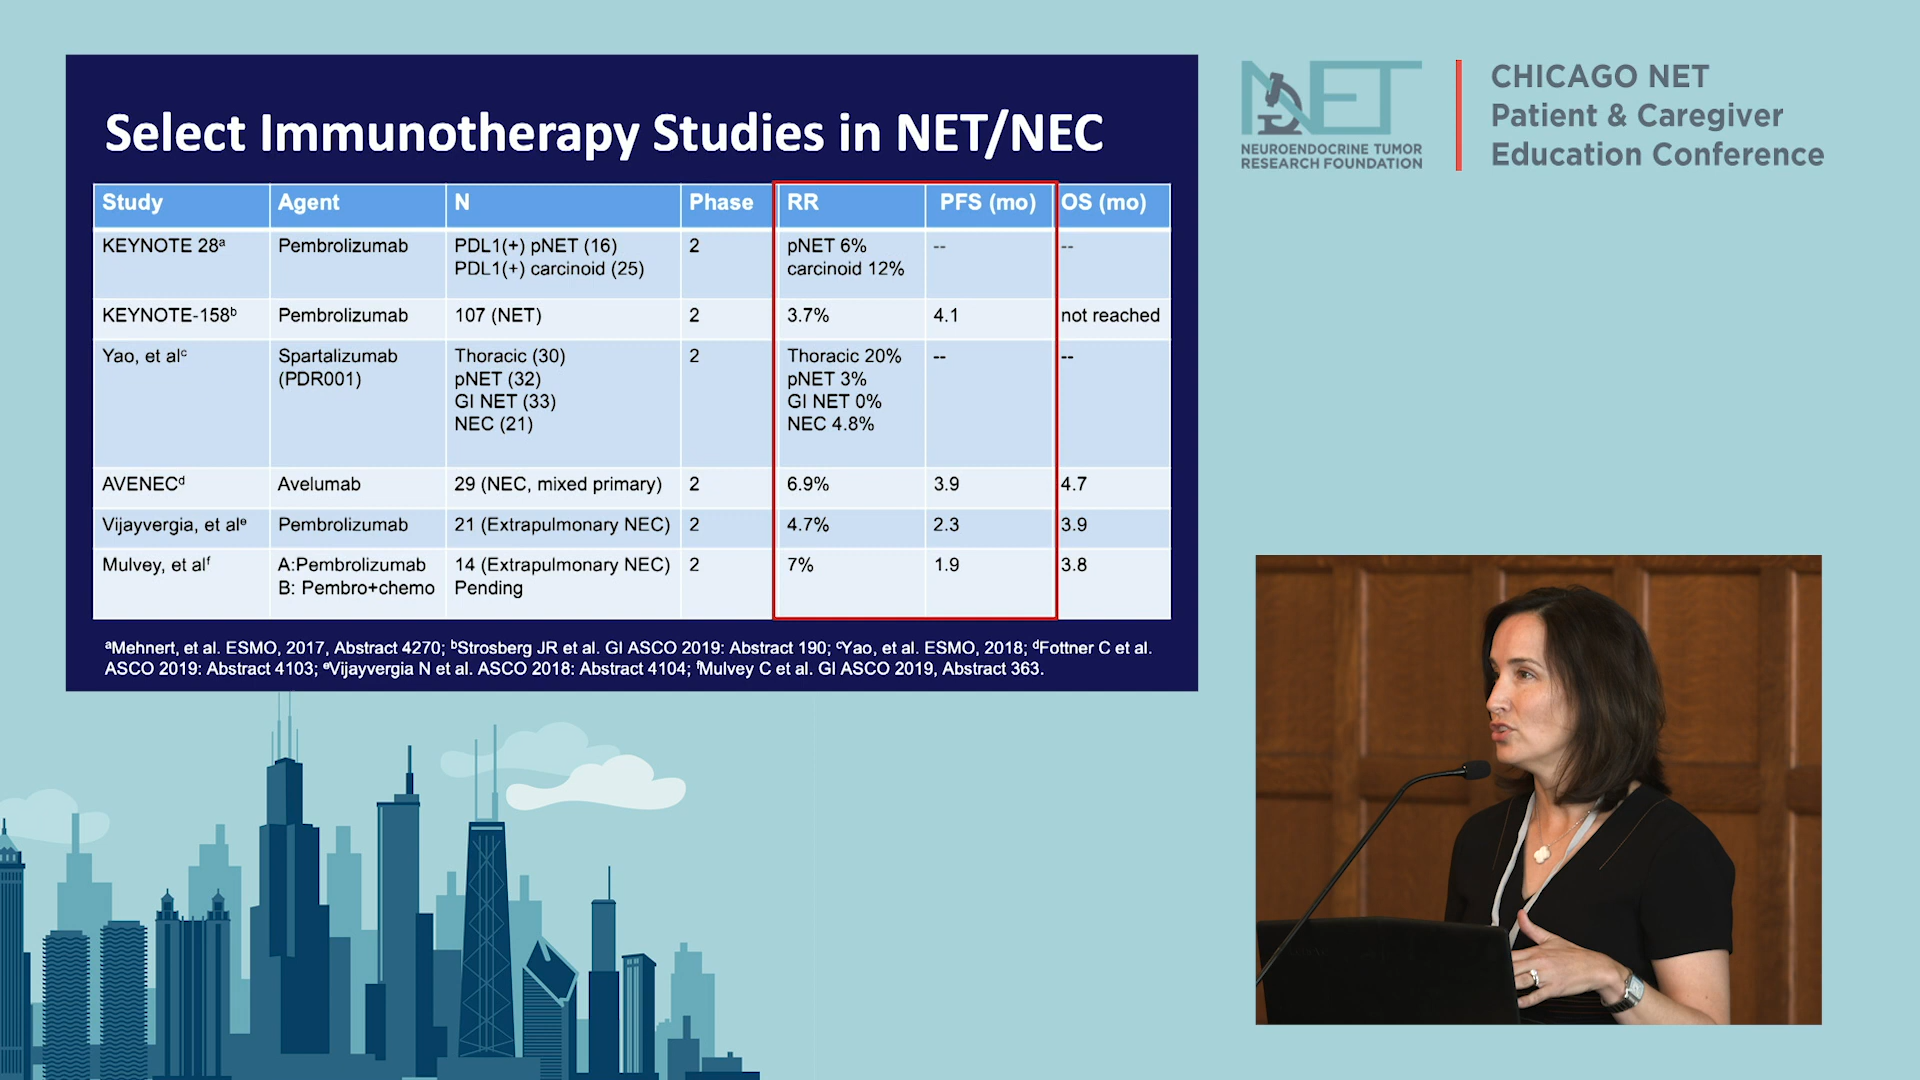 Select Immunotherapy Studies in NET/NEC
Study Agent N Phase RR PFS (mo) OS (mo)
KEYNOTE 28ᵃ Pembrolizumab PDL1(+) pNET (16) 2 pNET 6% -- --
PDL1(+) carcinoid (25) carcinoid 12%
KEYNOTE-158ᵇ Pembrolizumab 107 (NET) 2 3.7% 4.1 not reached
Yao, et alᶜ Spartalizumab Thoracic (30) 2 Thoracic 20% -- --
(PDR001) pNET (32) pNET 3%
GI NET (33) GI NET 0%
NEC (21) NEC 4.8%
AVENECᵈ Avelumab 29 (NEC, mixed primary) 2 6.9% 3.9 4.7
Vijayvergia, et alᵉ Pembrolizumab 21 (Extrapulmonary NEC) 2 4.7% 2.3 3.9
Mulvey, et alᶠ A:Pembrolizumab 14 (Extrapulmonary NEC) 2 7% 1.9 3.8
B: Pembro+chemo Pending
ᵃMehnert, et al. ESMO, 2017, Abstract 4270; ᵇStrosberg JR et al. GI ASCO 2019: Abstract 190; ᶜYao, et al. ESMO, 2018; ᵈFottner C et al.
ASCO 2019: Abstract 4103; ᵉVijayvergia N et al. ASCO 2018: Abstract 4104; ᶠMulvey C et al. GI ASCO 2019, Abstract 363.
NET
NEUROENDOCRINE TUMOR
RESEARCH FOUNDATION
CHICAGO NET
Patient & Caregiver
Education Conference